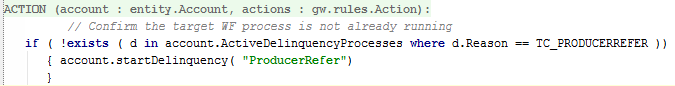 ACTION (account : entity.Account, actions : gw.rules.Action):
// Confirm the target WF process is not already running
if ( !exists ( d in account.ActiveDelinquencyProcesses where d.Reason == TC_PRODUCERREFER ))
{ account.startDelinquency( "ProducerRefer")
}